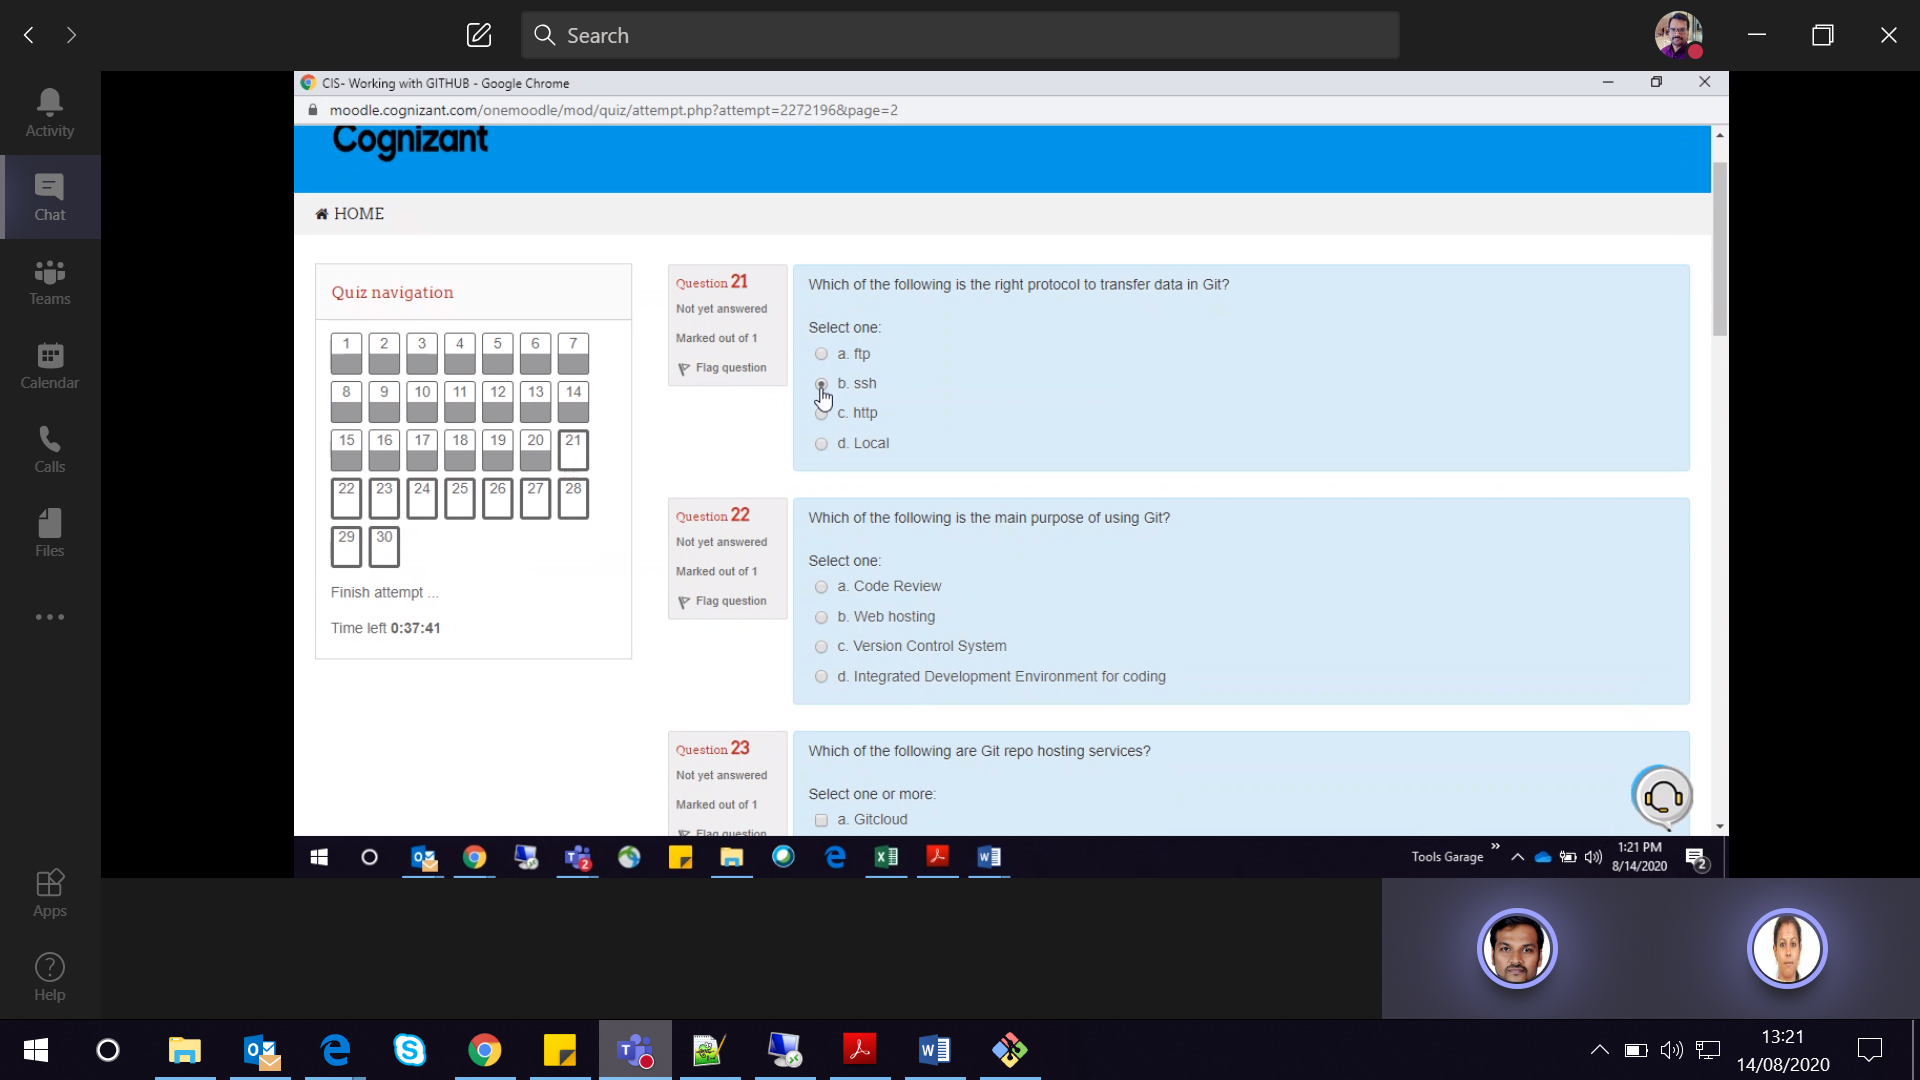 Search
Activity
Chat
Teams
Calendar
Calls
Files
Apps
Help
CIS- Working with GITHUB - Google Chrome
moodle.cognizant.com/onemoodle/mod/quiz/attempt.php?attempt=2272196&page=2
Cognizant
HOME
Quiz navigation
1 2 3 4 5 6 7
8 9 10 11 12 13 14
15 16 17 18 19 20 21
22 23 24 25 26 27 28
29 30
Finish attempt ...
Time left 0:37:41
Question 21
Not yet answered
Marked out of 1
Flag question
Which of the following is the right protocol to transfer data in Git?
Select one:
a. ftp
b. ssh
c. http
d. Local
Question 22
Not yet answered
Marked out of 1
Flag question
Which of the following is the main purpose of using Git?
Select one:
a. Code Review
b. Web hosting
c. Version Control System
d. Integrated Development Environment for coding
Question 23
Not yet answered
Marked out of 1
Flag question
Which of the following are Git repo hosting services?
Select one or more:
a. Gitcloud
Tools Garage
1:21 PM
8/14/2020
2
13:21
14/08/2020